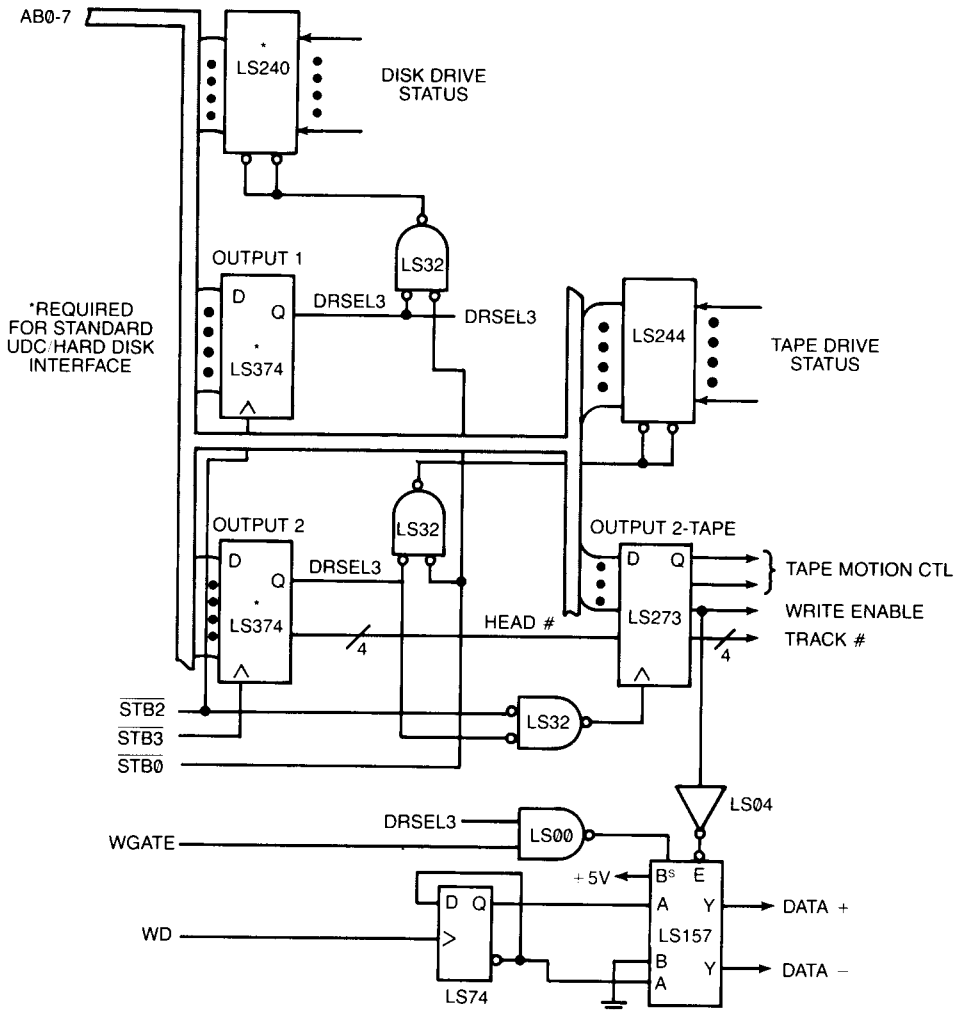 AB0-7
*
LS240
DISK DRIVE
STATUS
OUTPUT 1
LS32
D
Q
DRSEL3
DRSEL3
*
LS374
*REQUIRED
FOR STANDARD
UDC/HARD DISK
INTERFACE
LS244
TAPE DRIVE
STATUS
OUTPUT 2
LS32
OUTPUT 2-TAPE
D
Q
DRSEL3
*
LS374
HEAD #
4
D
Q
LS273
TAPE MOTION CTL
WRITE ENABLE
4
TRACK #
STB2
STB3
STB0
LS32
LS04
DRSEL3
WGATE
LS00
+5V
BS
E
A
Y
DATA +
LS157
B
A
Y
DATA −
D
Q
WD
LS74